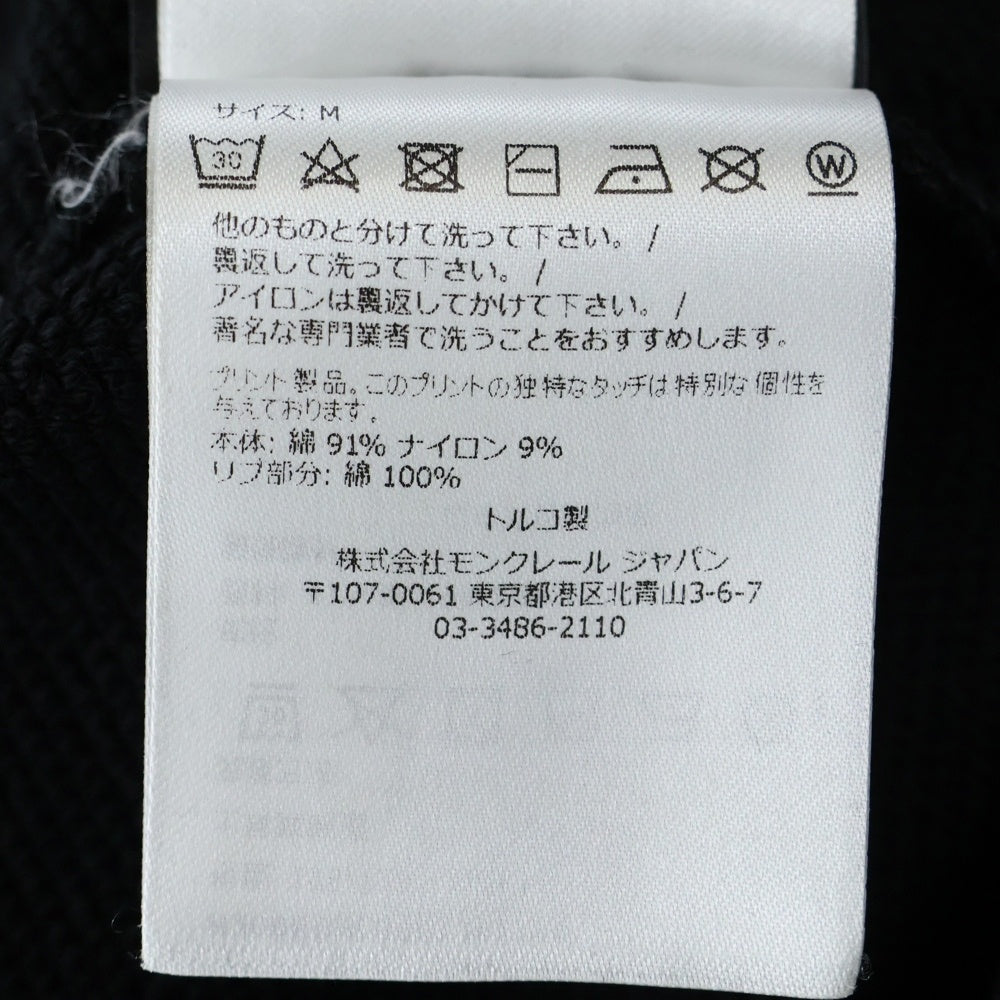 サイズ: M
30 W
他のものと分けて洗って下さい。 /
裏返して洗って下さい。 /
アイロンは裏返してかけて下さい。 /
著名な専門業者で洗うことをおすすめします。
プリント製品。このプリントの独特なタッチは特別な個性を
与えております。
本体: 綿 91% ナイロン 9%
リブ部分: 綿 100%
トルコ製
株式会社モンクレール ジャパン
〒107-0061 東京都港区北青山3-6-7
03-3486-2110